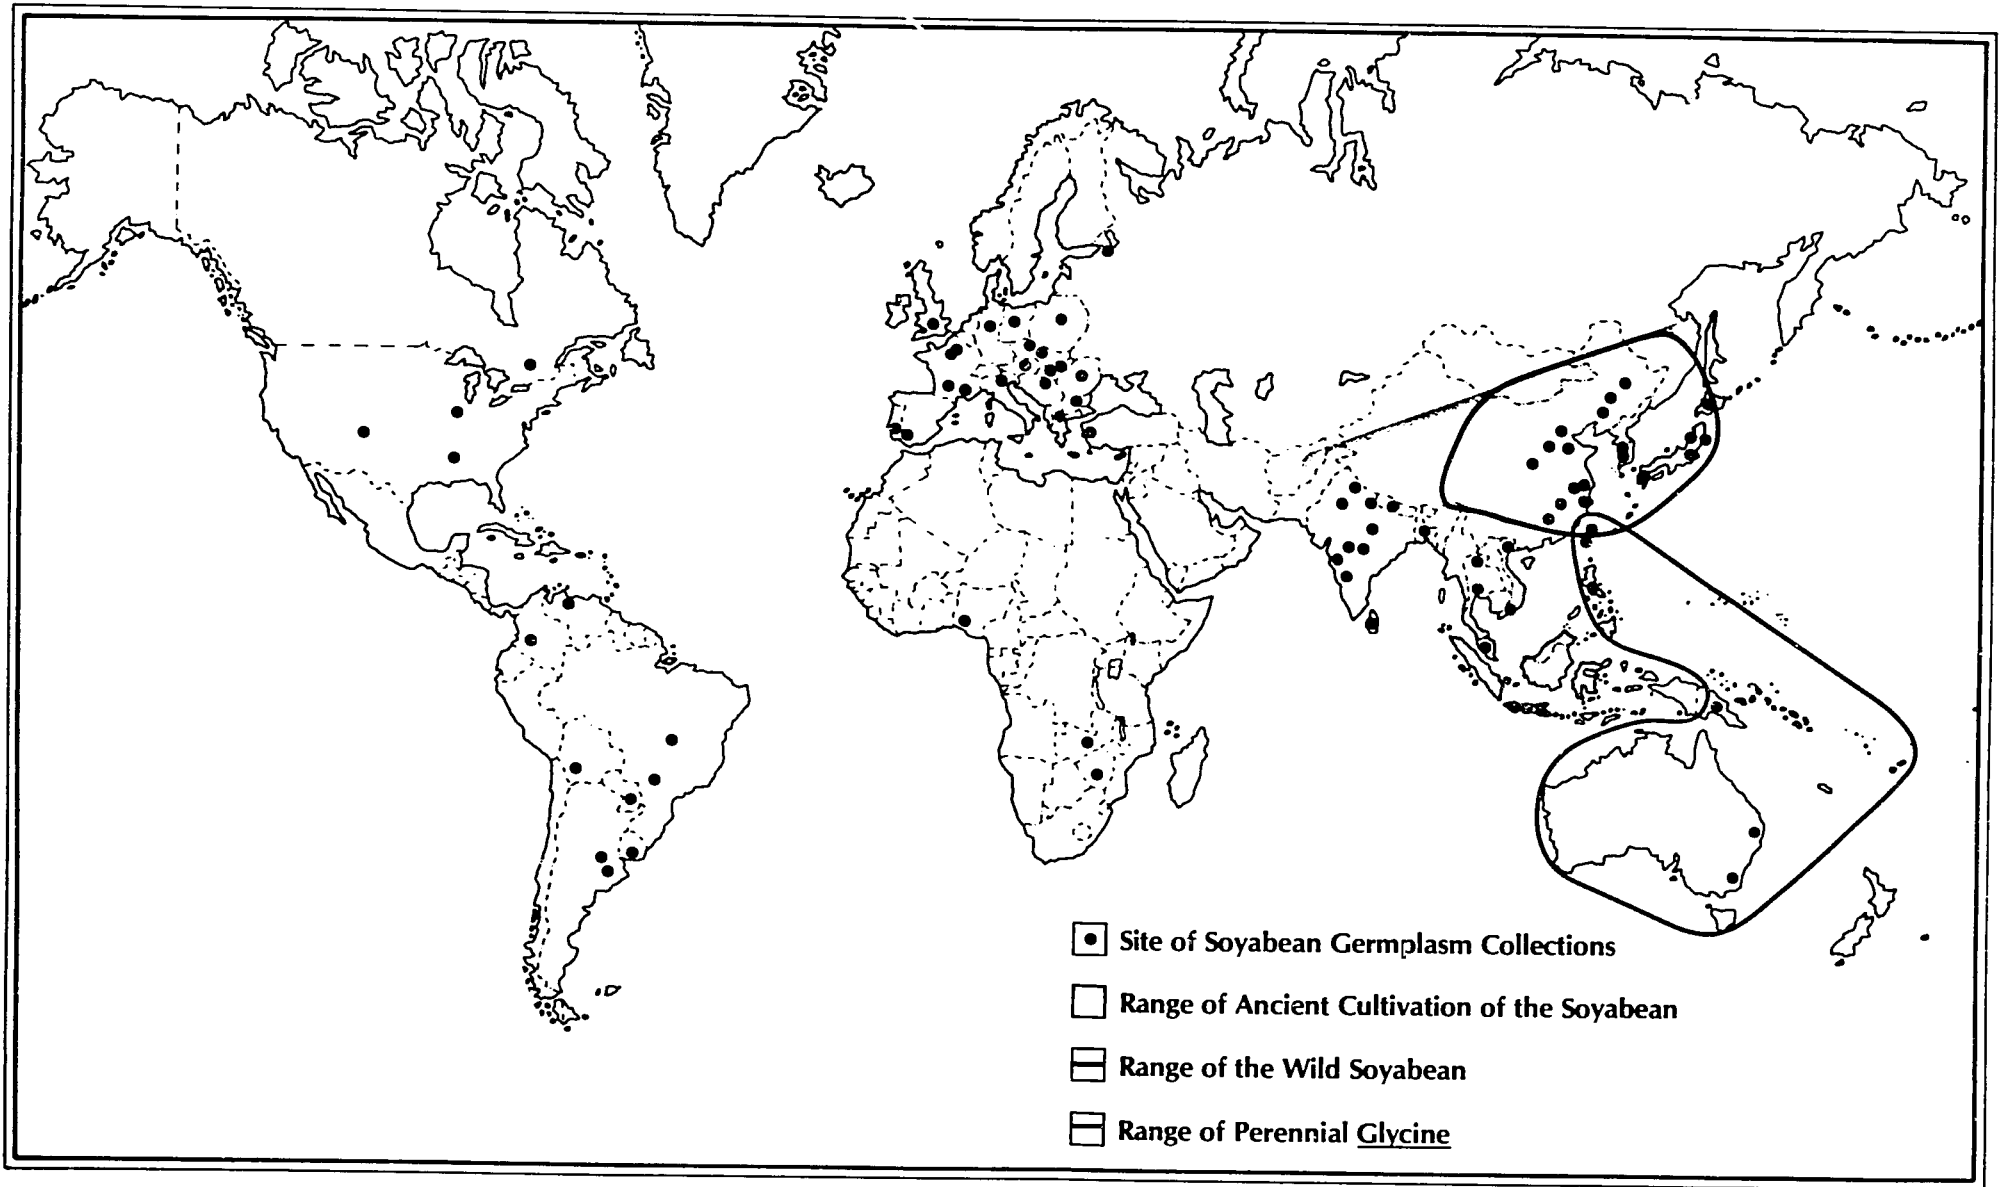 Site of Soyabean Germplasm Collections
Range of Ancient Cultivation of the Soyabean
Range of the Wild Soyabean
Range of Perennial Glycine